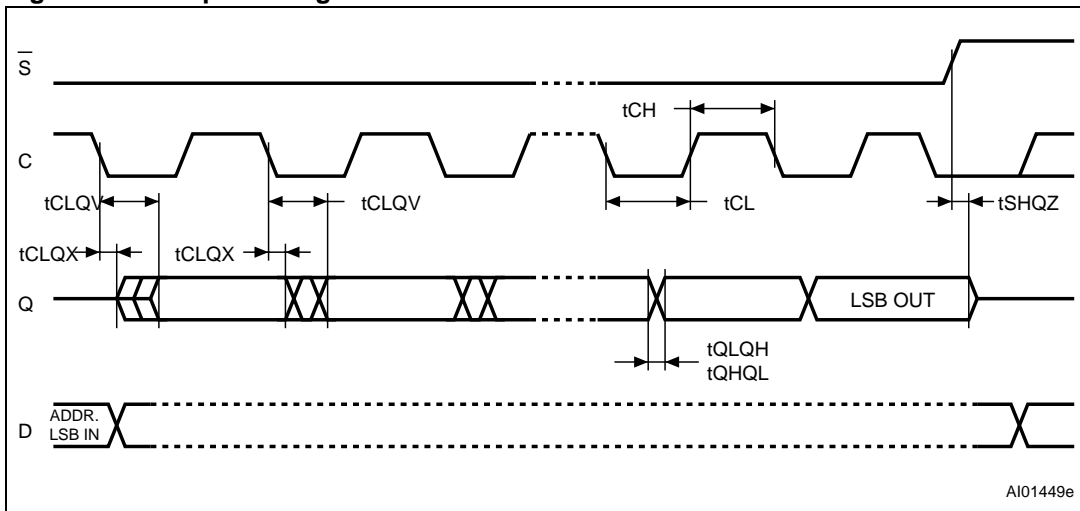 S
tCH
C
tCLQV
tCLQV
tCL
tSHQZ
tCLQX
tCLQX
Q
LSB OUT
tQLQH
tQHQL
D
ADDR.
LSB IN
AI01449e